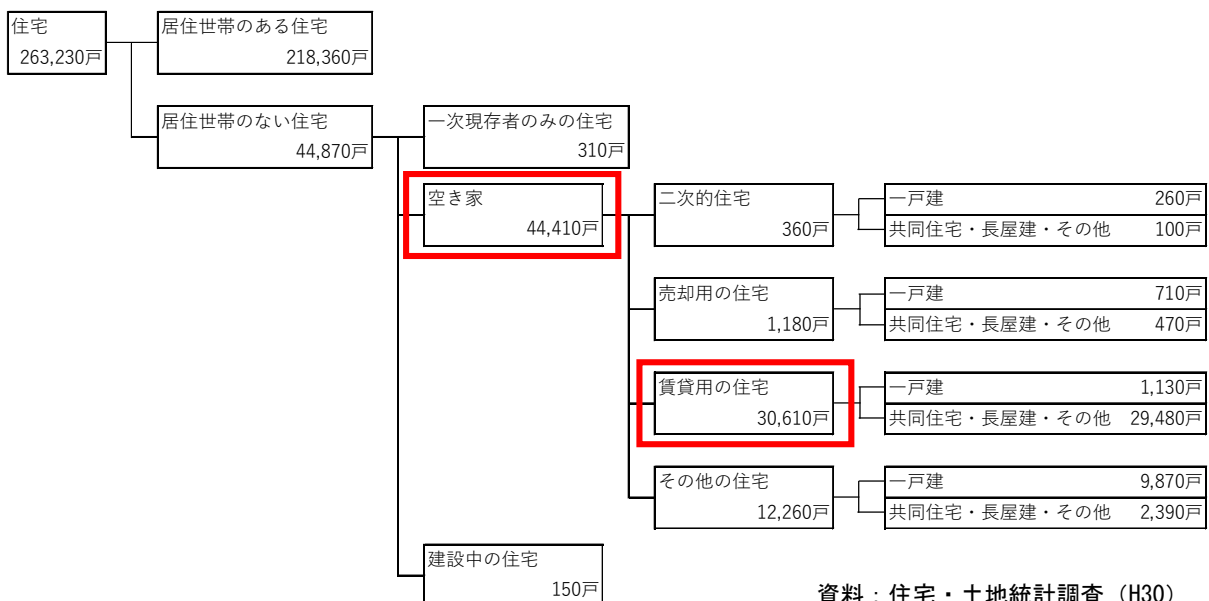 住宅
263,230戸
居住世帯のある住宅
218,360戸
居住世帯のない住宅
44,870戸
一次現存者のみの住宅
310戸
空き家
44,410戸
二次的住宅
360戸
一戸建 260戸
共同住宅・長屋建・その他 100戸
売却用の住宅
1,180戸
一戸建 710戸
共同住宅・長屋建・その他 470戸
賃貸用の住宅
30,610戸
一戸建 1,130戸
共同住宅・長屋建・その他 29,480戸
その他の住宅
12,260戸
一戸建 9,870戸
共同住宅・長屋建・その他 2,390戸
建設中の住宅
150戸
資料：住宅・土地統計調査（H30）